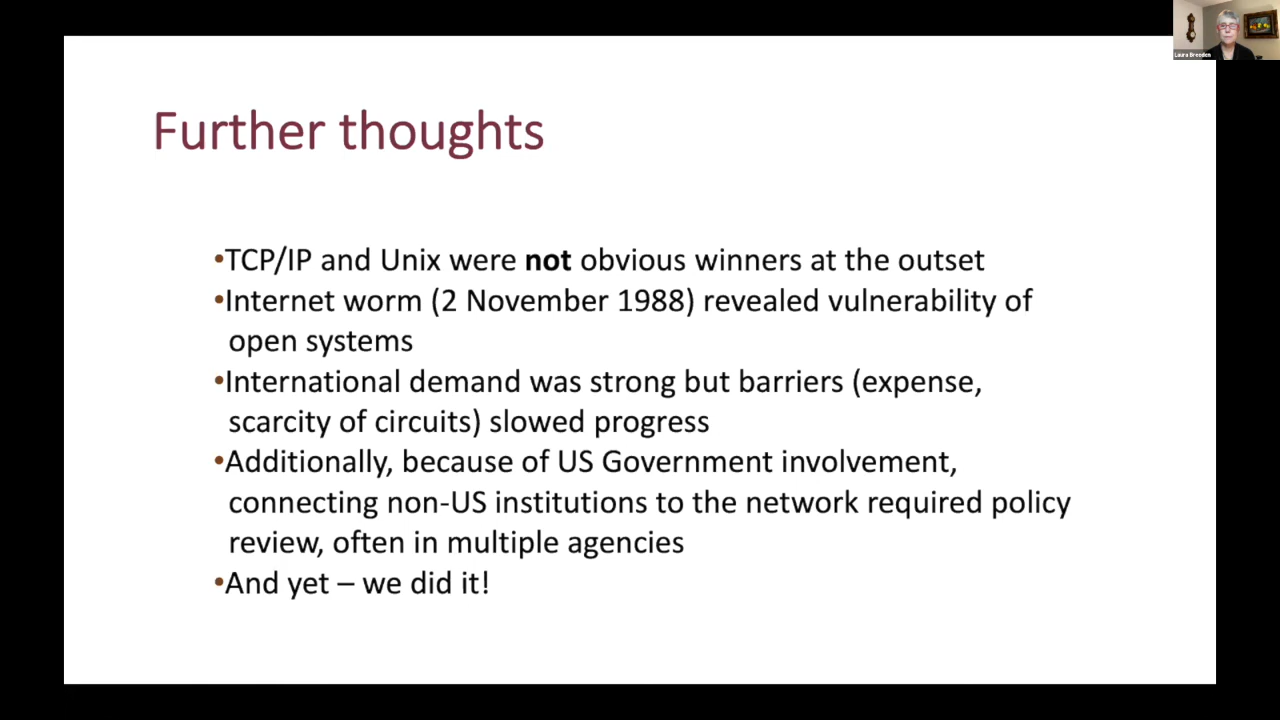 Laura Breeden
Further thoughts
•TCP/IP and Unix were not obvious winners at the outset
•Internet worm (2 November 1988) revealed vulnerability of
open systems
•International demand was strong but barriers (expense,
scarcity of circuits) slowed progress
•Additionally, because of US Government involvement,
connecting non-US institutions to the network required policy
review, often in multiple agencies
•And yet – we did it!